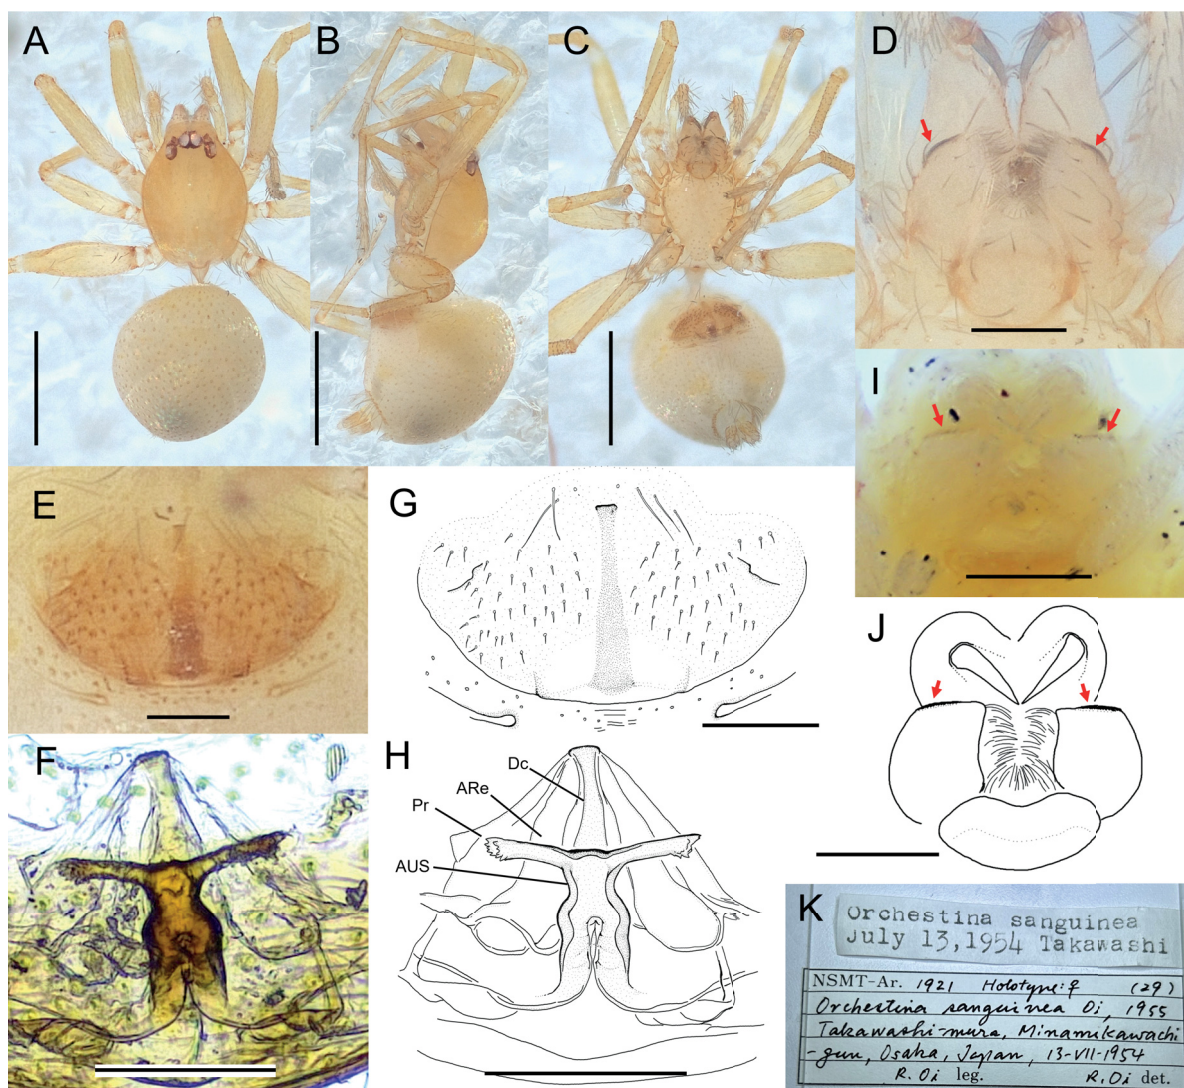 A
B
C
D
I
E
G
J
F
H
Dc
ARe
Pr
AUS
K
Orchestina sanguinea
July 13,1954 Takawashi
NSMT-Ar. 1921 Holotype:♀ (29)
Orchestina sanguinea Oi, 1955
Takawashi-mura, Minamikawachi
-gun, Osaka, Japan, 13-VII-1954
R. Oi leg. R. Oi det.